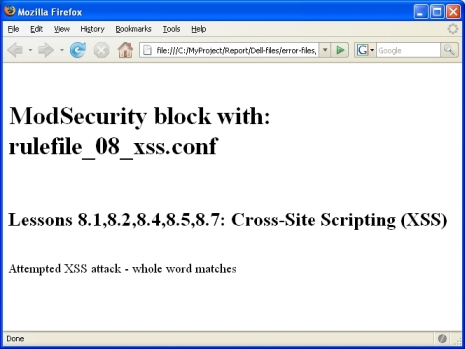 Mozilla Firefox
File Edit View History Bookmarks Tools Help
file:///C:/MyProject/Report/Dell-files/error-files,
G Google
ModSecurity block with:
rulefile_08_xss.conf
Lessons 8.1,8.2,8.4,8.5,8.7: Cross-Site Scripting (XSS)
Attempted XSS attack - whole word matches
Done